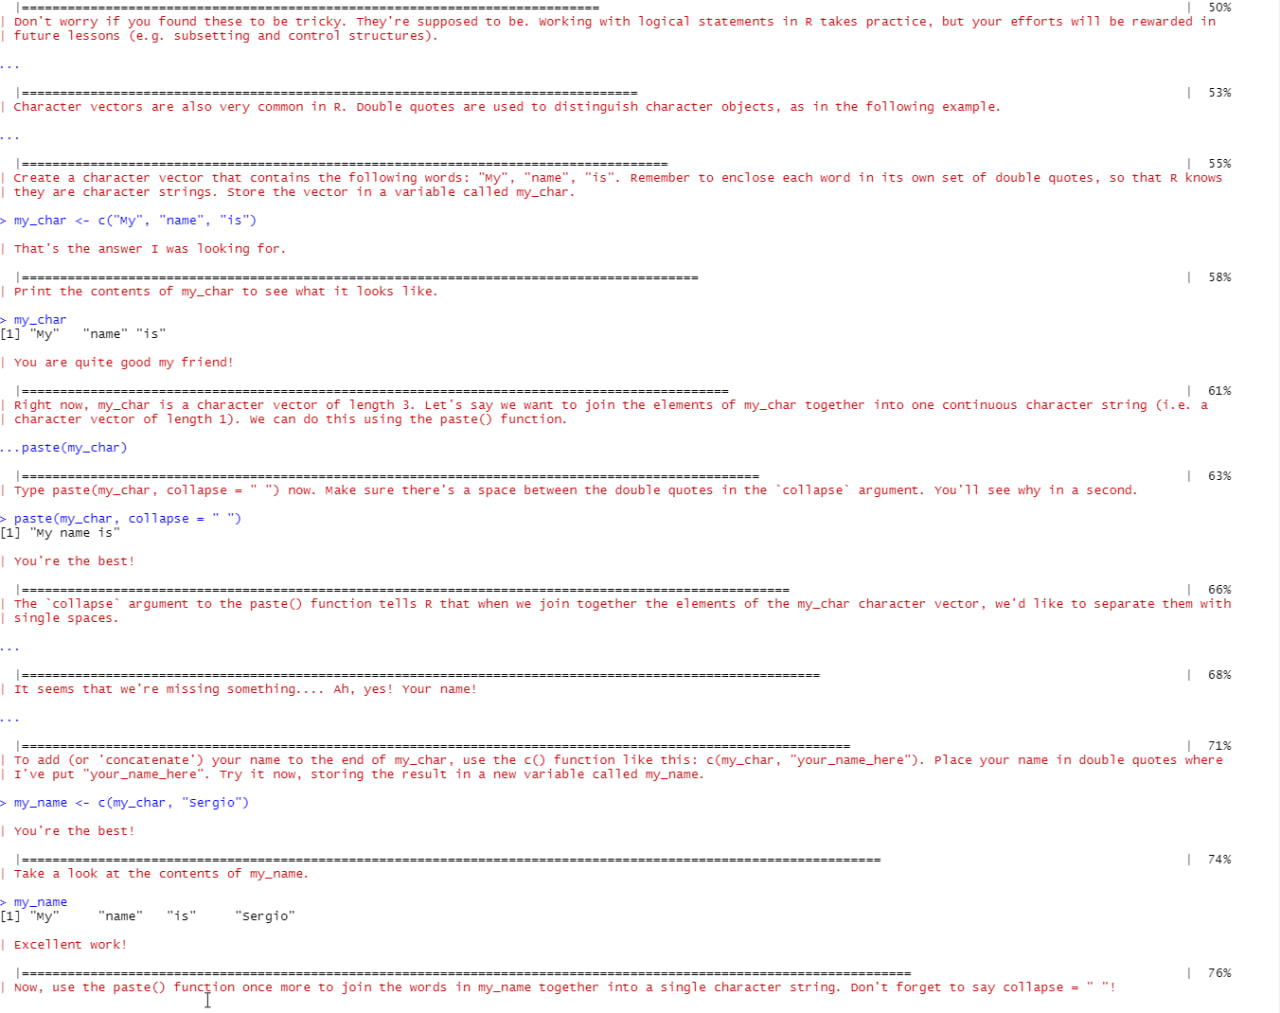 |============================================================================ | 50%
| Don't worry if you found these to be tricky. They're supposed to be. Working with logical statements in R takes practice, but your efforts will be rewarded in
| future lessons (e.g. subsetting and control structures).
...
|================================================================================= | 53%
| Character vectors are also very common in R. Double quotes are used to distinguish character objects, as in the following example.
...
|===================================================================================== | 55%
| Create a character vector that contains the following words: "My", "name", "is". Remember to enclose each word in its own set of double quotes, so that R knows
| they are character strings. Store the vector in a variable called my_char.
> my_char <- c("My", "name", "is")
| That's the answer I was looking for.
|========================================================================================= | 58%
| Print the contents of my_char to see what it looks like.
> my_char
[1] "My"   "name" "is"
| You are quite good my friend!
|============================================================================================= | 61%
| Right now, my_char is a character vector of length 3. Let's say we want to join the elements of my_char together into one continuous character string (i.e. a
| character vector of length 1). We can do this using the paste() function.
...paste(my_char)
|================================================================================================= | 63%
| Type paste(my_char, collapse = " ") now. Make sure there's a space between the double quotes in the `collapse` argument. You'll see why in a second.
> paste(my_char, collapse = " ")
[1] "My name is"
| You're the best!
|===================================================================================================== | 66%
| The `collapse` argument to the paste() function tells R that when we join together the elements of the my_char character vector, we'd like to separate them with
| single spaces.
...
|========================================================================================================= | 68%
| It seems that we're missing something.... Ah, yes! Your name!
...
|============================================================================================================= | 71%
| To add (or 'concatenate') your name to the end of my_char, use the c() function like this: c(my_char, "your_name_here"). Place your name in double quotes where
| I've put "your_name_here". Try it now, storing the result in a new variable called my_name.
> my_name <- c(my_char, "Sergio")
| You're the best!
|================================================================================================================= | 74%
| Take a look at the contents of my_name.
> my_name
[1] "My"     "name"   "is"     "Sergio"
| Excellent work!
|===================================================================================================================== | 76%
| Now, use the paste() function once more to join the words in my_name together into a single character string. Don't forget to say collapse = " "!